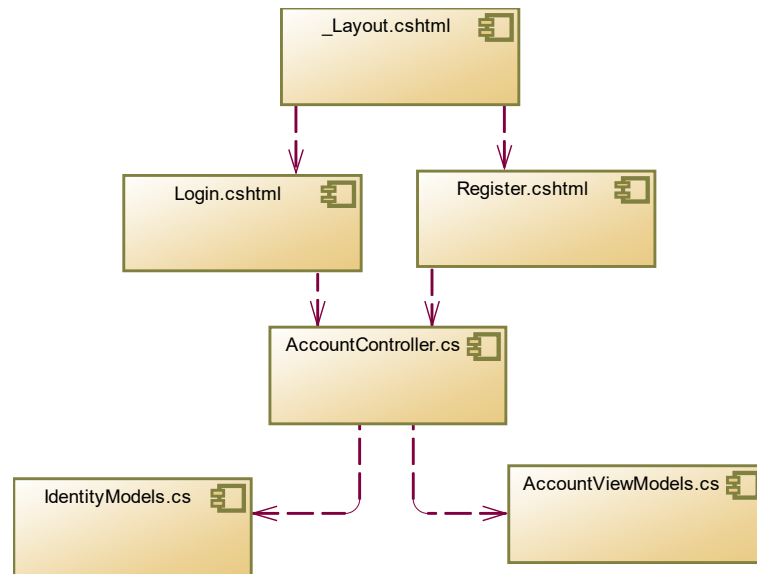 _Layout.cshtml
Login.cshtml
Register.cshtml
AccountController.cs
IdentityModels.cs
AccountViewModels.cs